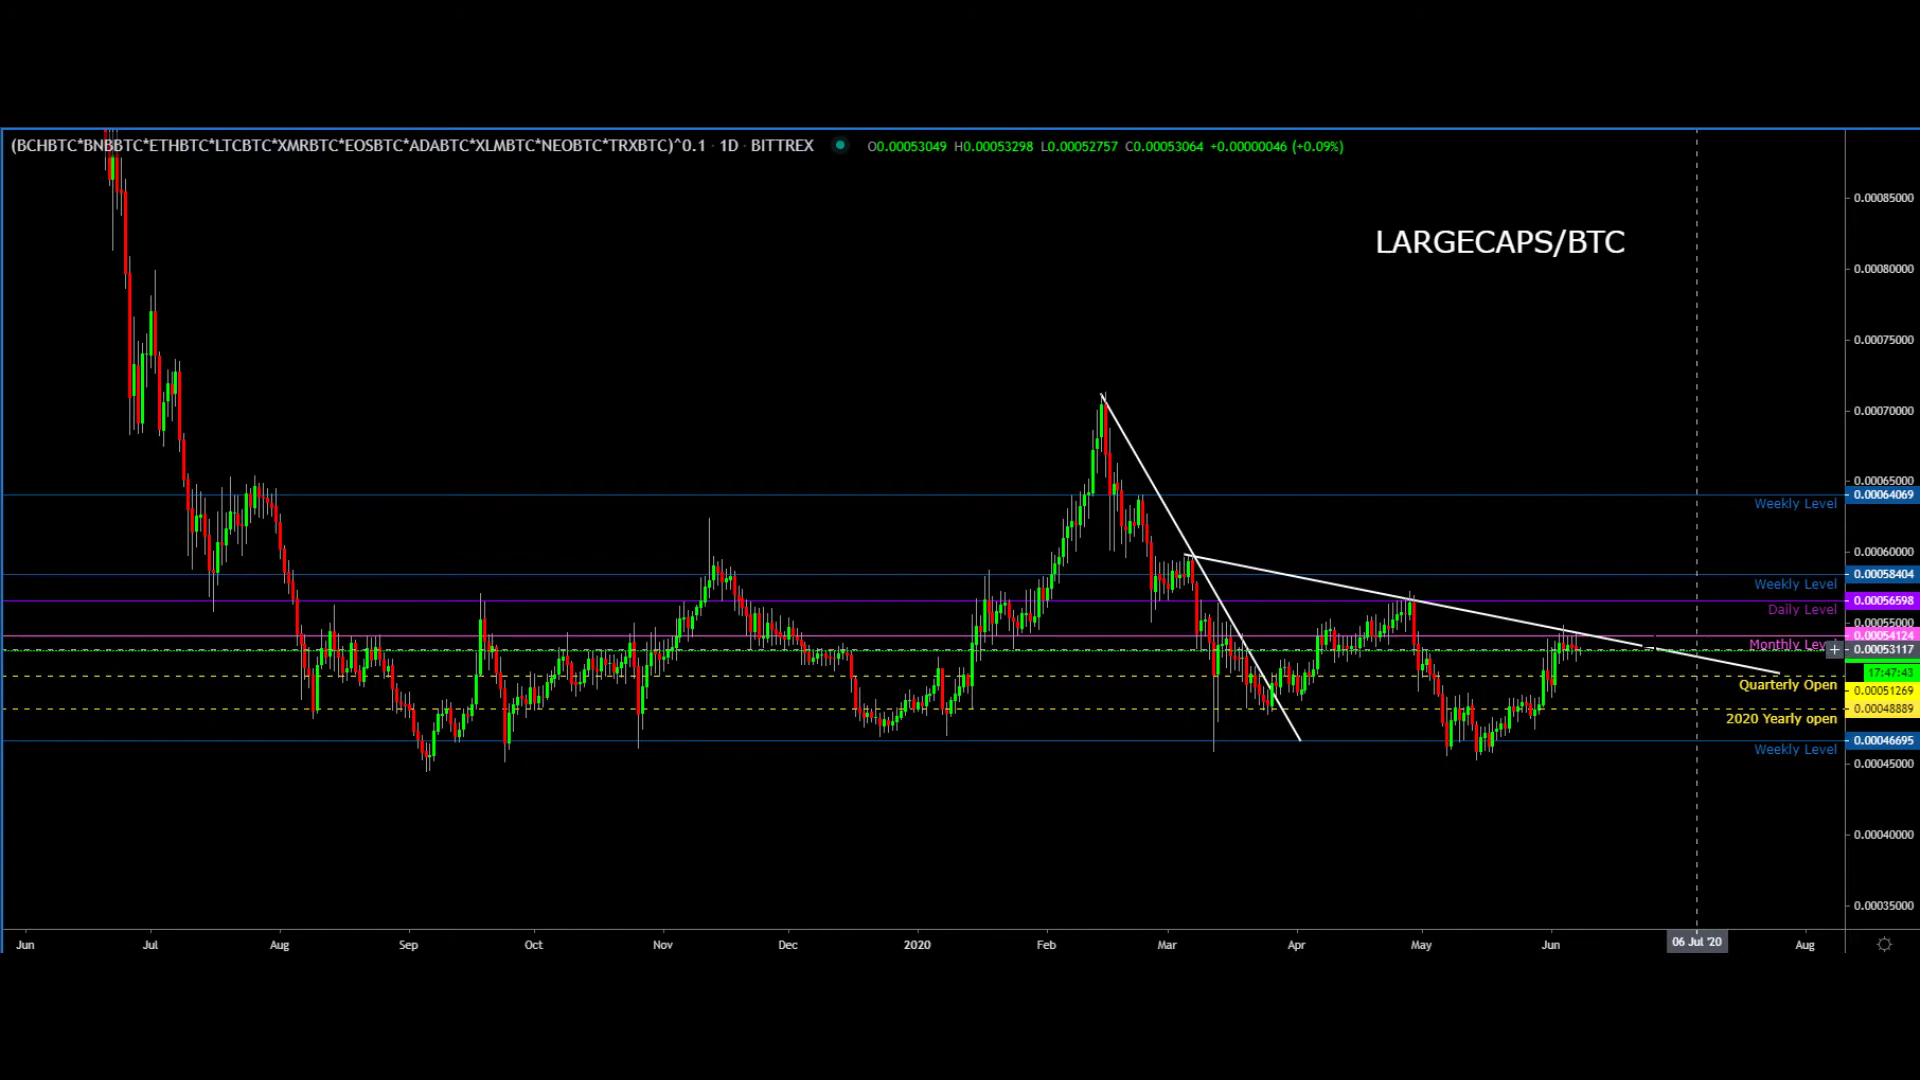 (BCHBTC*BNBBTC*ETHBTC*LTCBTC*XMRBTC*EOSBTC*ADABTC*XLMBTC*NEOBTC*TRXBTC)^0.1 · 1D · BITTREX O0.00053049 H0.00053298 L0.00052757 C0.00053064 +0.00000046 (+0.09%)
0.00085000
LARGECAPS/BTC
0.00080000
0.00075000
0.00070000
0.00065000
0.00064069
Weekly Level
0.00060000
0.00058404
Weekly Level
0.00056598
Daily Level
0.00055000
0.00054124
Monthly Leve
0.00053117
17:47:43
Quarterly Open
0.00051269
0.00048889
2020 Yearly open
0.00046695
Weekly Level
0.00045000
0.00040000
0.00035000
Jun Jul Aug Sep Oct Nov Dec 2020 Feb Mar Apr May Jun 06 Jul '20 Aug